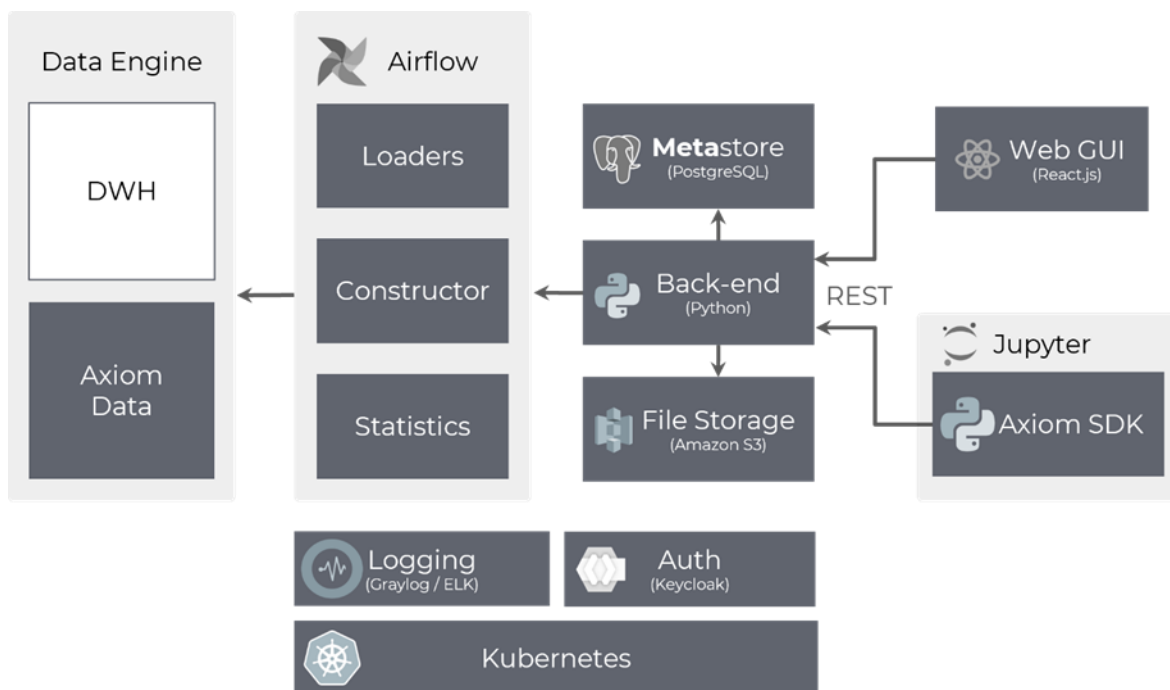 Data Engine
DWH
Axiom
Data
Airflow
Loaders
Constructor
Statistics
Metastore
(PostgreSQL)
Back-end
(Python)
File Storage
(Amazon S3)
REST
Web GUI
(React.js)
Jupyter
Axiom SDK
Logging
(Graylog / ELK)
Auth
(Keycloak)
Kubernetes